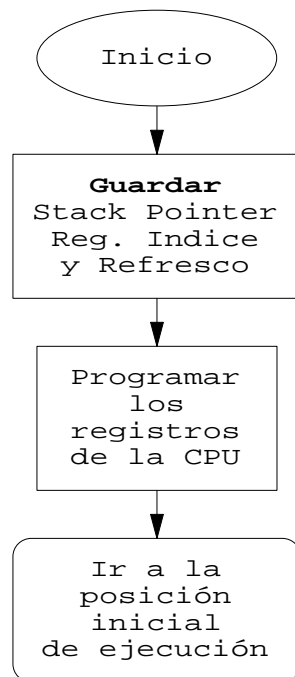 Inicio
Guardar
Stack Pointer
Reg. Indice
y Refresco
Programar
los
registros
de la CPU
Ir a la
posición
inicial
de ejecución